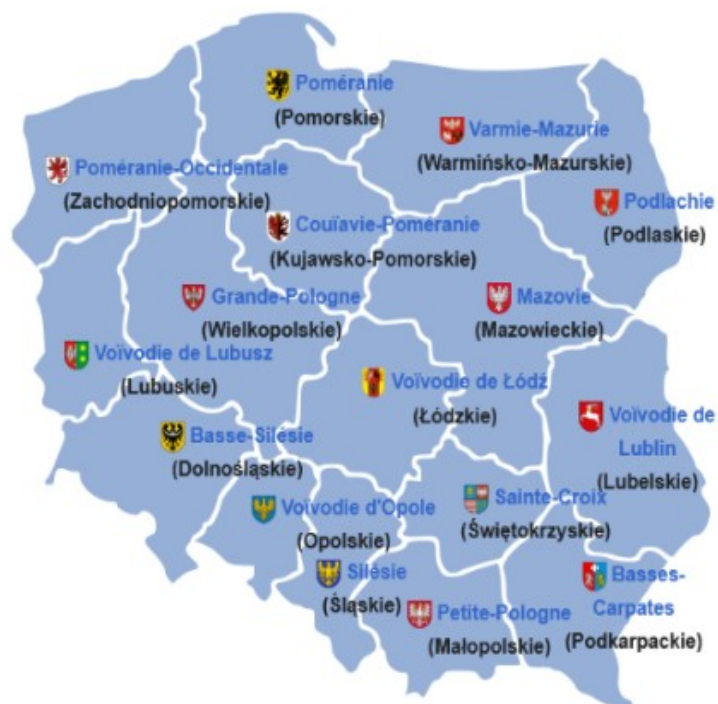 Poméranie
(Pomorskie)
Varmie-Mazurie
(Warmińsko-Mazurskie)
Poméranie-Occidentale
(Zachodniopomorskie)
Podlachie
(Podlaskie)
Couïavie-Poméranie
(Kujawsko-Pomorskie)
Grande-Pologne
(Wielkopolskie)
Mazovie
(Mazowieckie)
Voïvodie de Lubusz
(Lubuskie)
Voïvodie de Łódź
(Łódzkie)
Voïvodie de
Lublin
(Lubelskie)
Basse-Silésie
(Dolnośląskie)
Voïvodie d'Opole
(Opolskie)
Sainte-Croix
(Świętokrzyskie)
Silésie
(Śląskie)
Petite-Pologne
(Małopolskie)
Basses-
Carpates
(Podkarpackie)